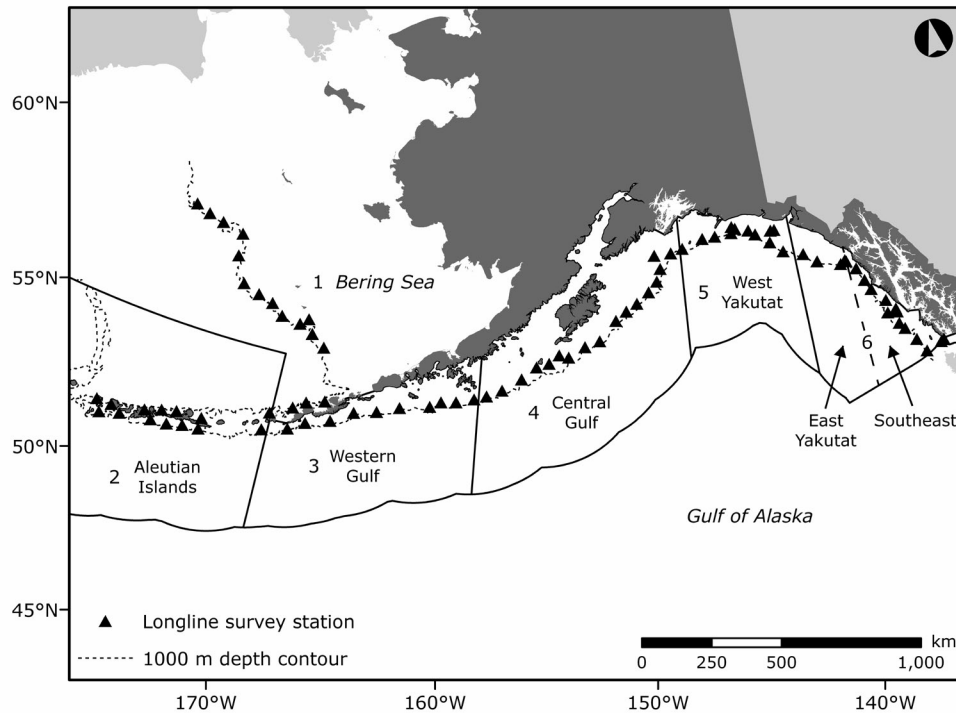 60°N
55°N
50°N
45°N
1 Bering Sea
5 West
Yakutat
6
4 Central
Gulf
East
Yakutat
Southeast
2 Aleutian
Islands
3 Western
Gulf
Gulf of Alaska
Longline survey station
1000 m depth contour
km
0 250 500 1,000
170°W 160°W 150°W 140°W